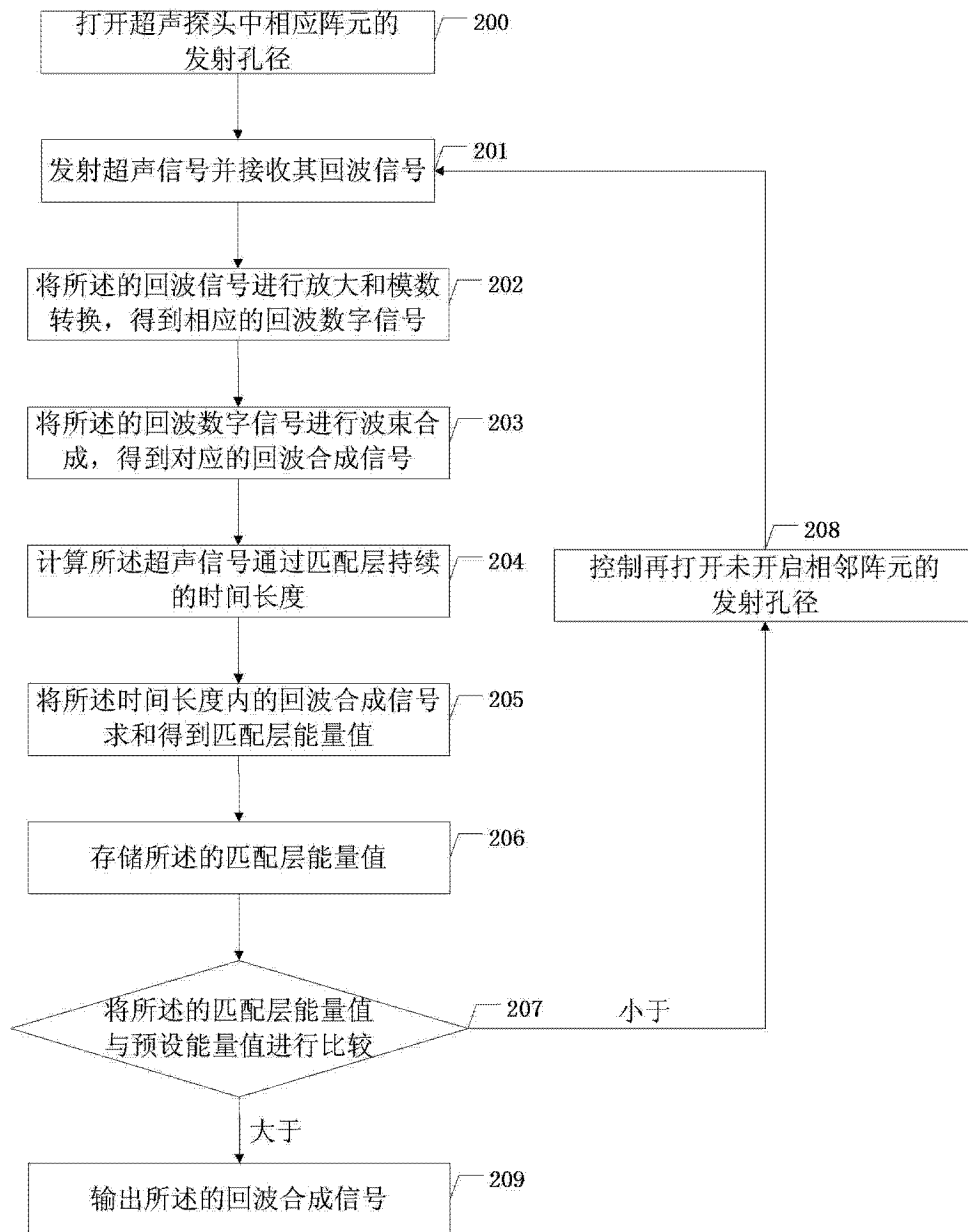 打开超声探头中相应阵元的
发射孔径
200
发射超声信号并接收其回波信号
201
将所述的回波信号进行放大和模数
转换，得到相应的回波数字信号
202
将所述的回波数字信号进行波束合
成，得到对应的回波合成信号
203
计算所述超声信号通过匹配层持续
的时间长度
204
208
控制再打开未开启相邻阵元的
发射孔径
将所述时间长度内的回波合成信号
求和得到匹配层能量值
205
存储所述的匹配层能量值
206
将所述的匹配层能量值
与预设能量值进行比较
207
小于
大于
输出所述的回波合成信号
209